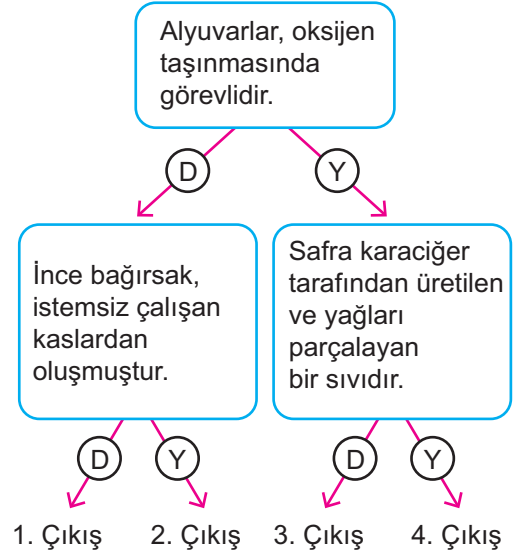 Alyuvarlar, oksijen
taşınmasında
görevlidir.
D
Y
İnce bağırsak,
istemsiz çalışan
kaslardan
oluşmuştur.
Safra karaciğer
tarafından üretilen
ve yağları
parçalayan
bir sıvıdır.
D
Y
D
Y
1. Çıkış
2. Çıkış
3. Çıkış
4. Çıkış